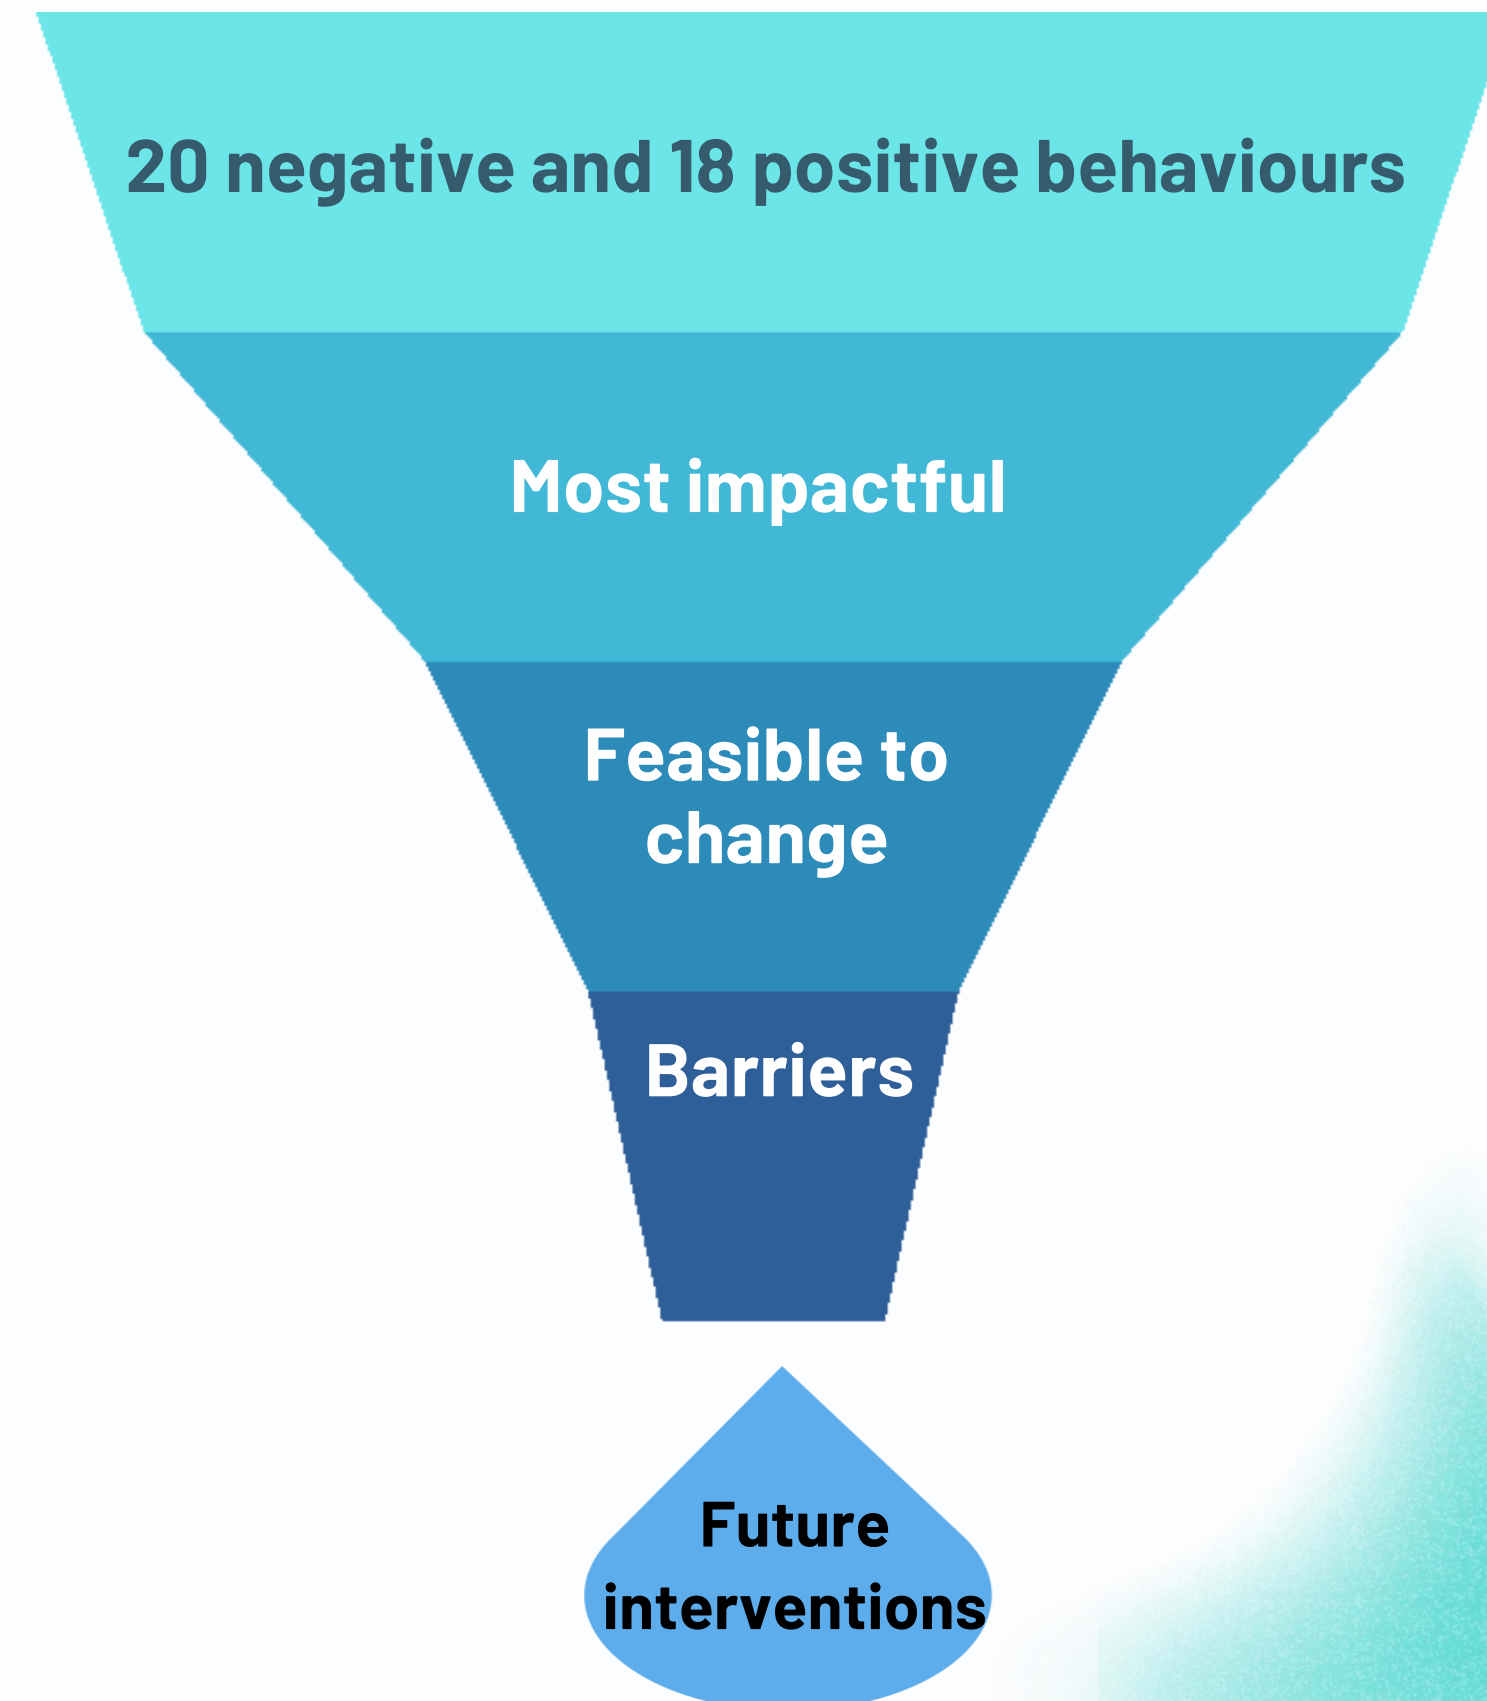 20 negative and 18 positive behaviours
Most impactful
Feasible to
change
Barriers
Future
interventions